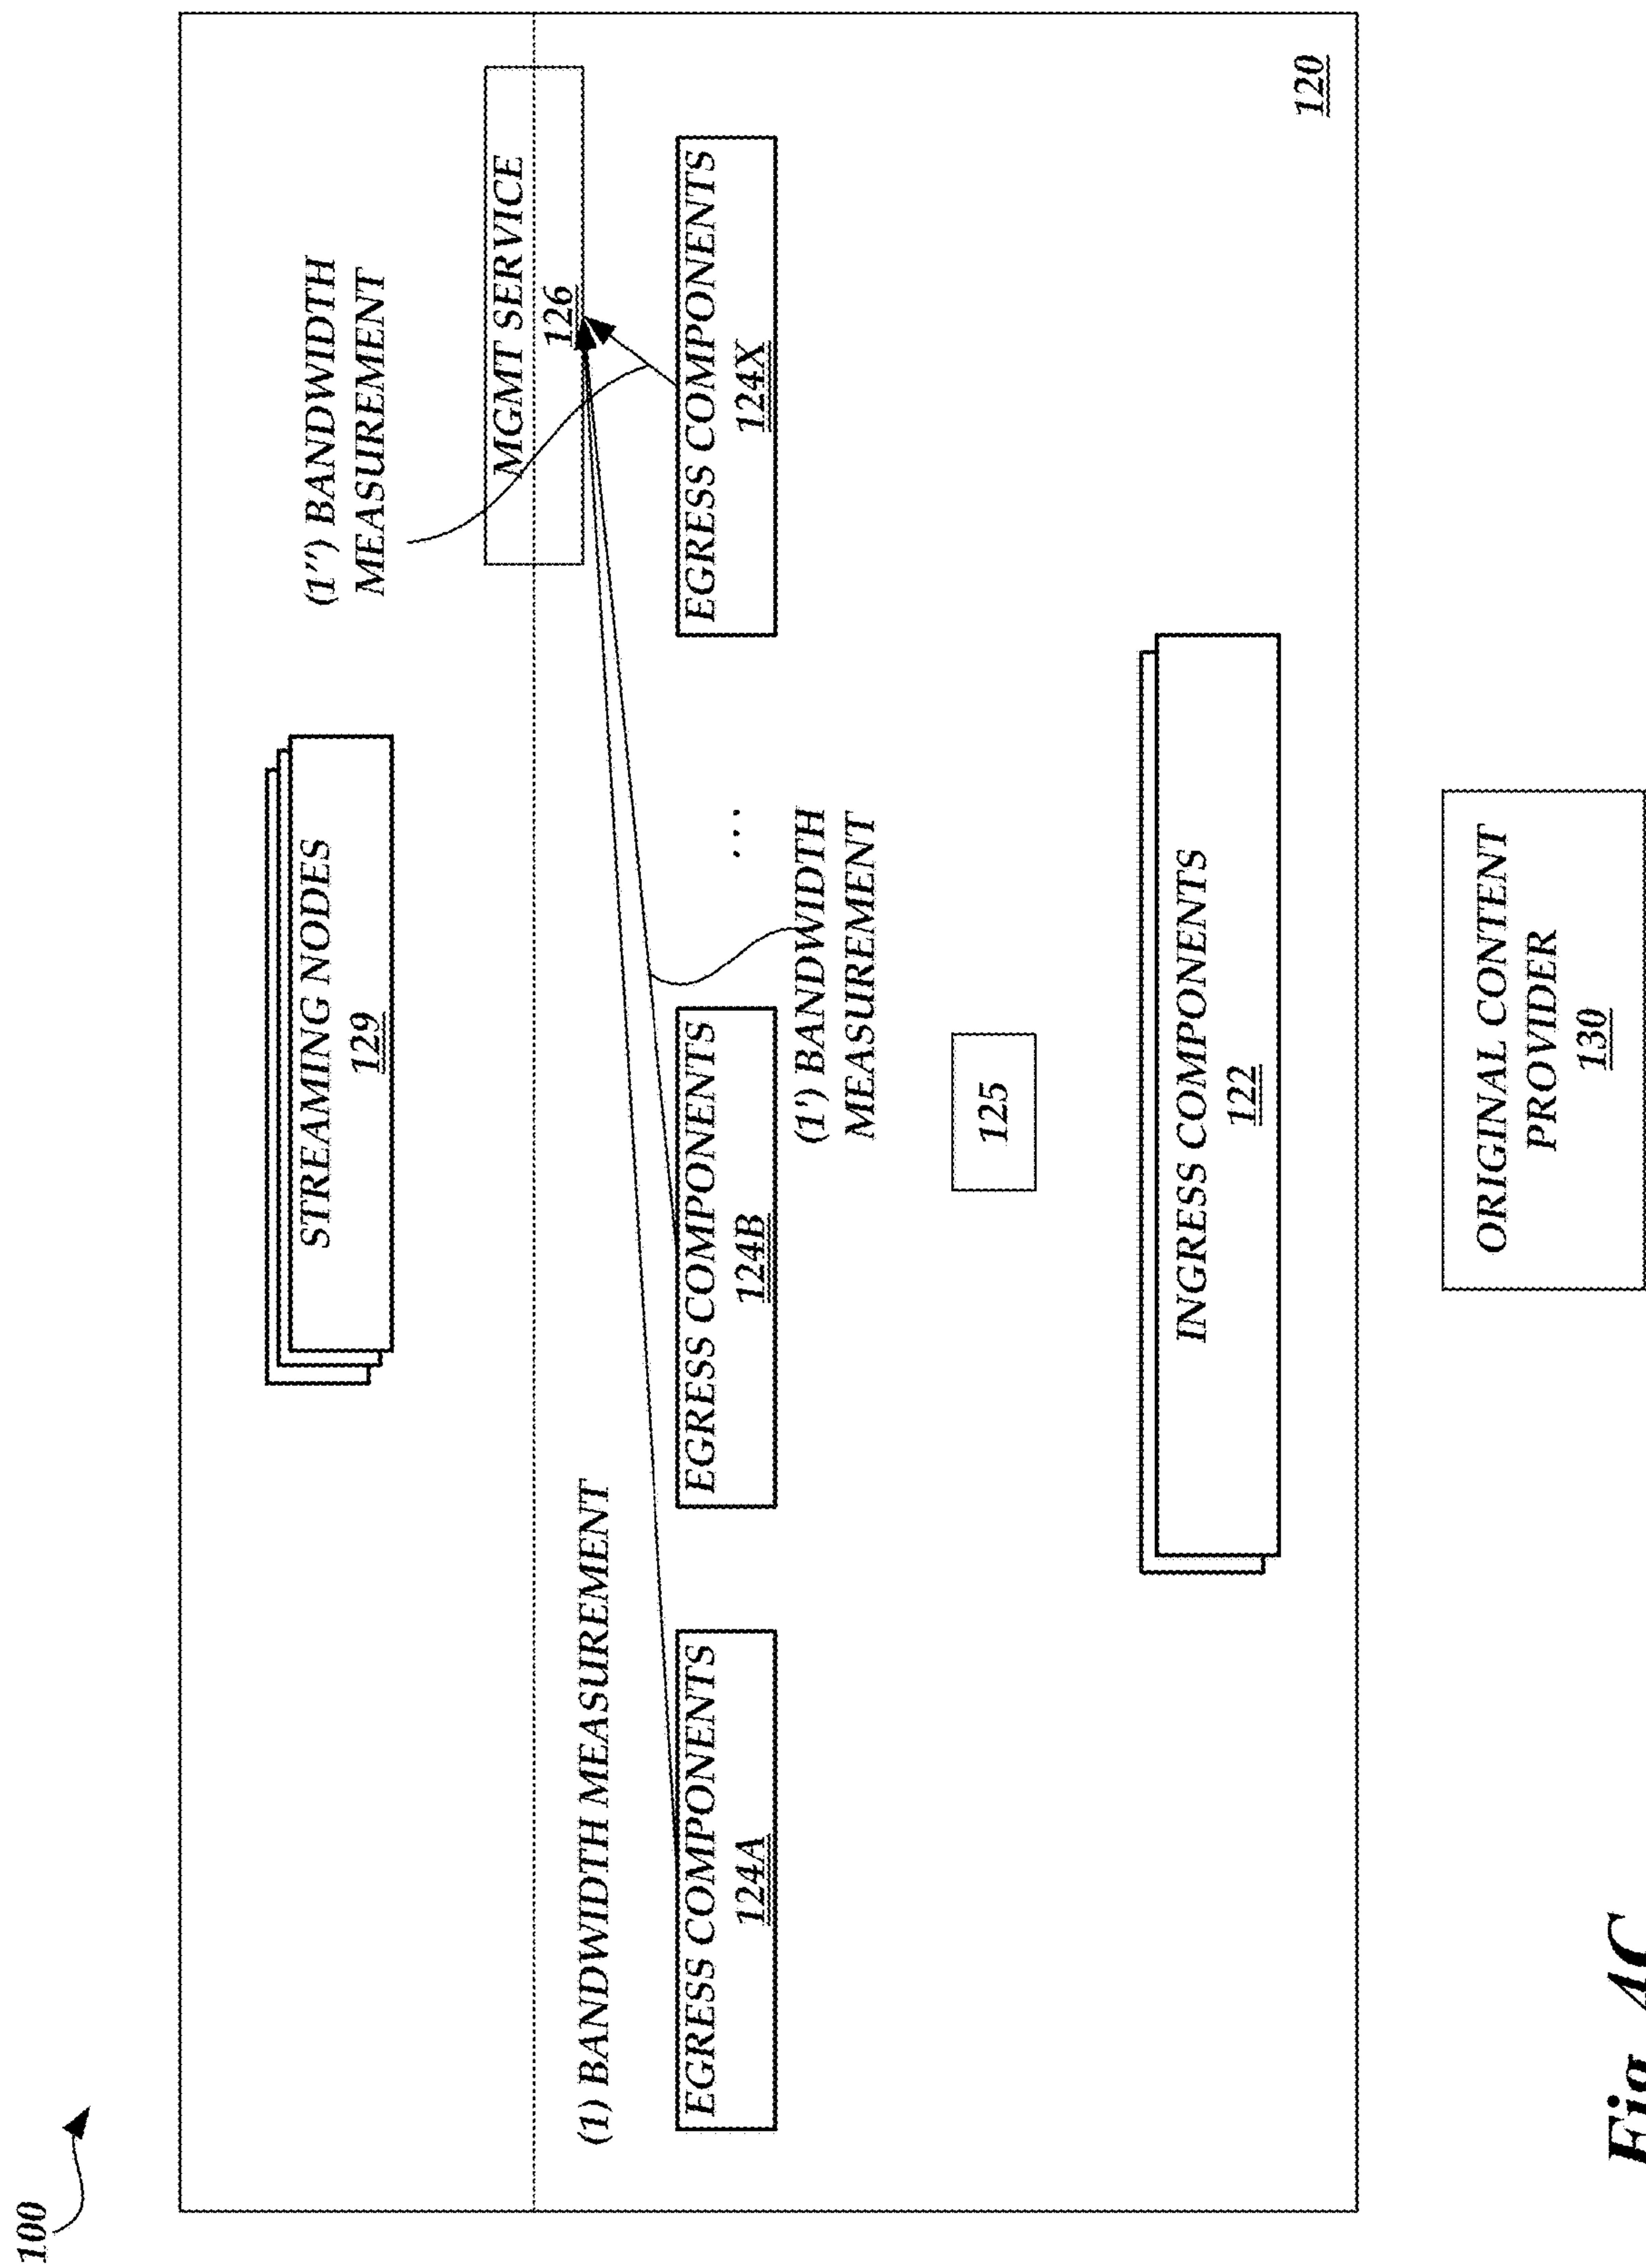 100
STREAMING NODES
129
(1'') BANDWIDTH
MEASUREMENT
MGMT SERVICE
126
(1) BANDWIDTH MEASUREMENT
EGRESS COMPONENTS
124A
EGRESS COMPONENTS
124B
...
EGRESS COMPONENTS
124X
(1') BANDWIDTH
MEASUREMENT
125
INGRESS COMPONENTS
122
120
ORIGINAL CONTENT
PROVIDER
130
Fig. 4C